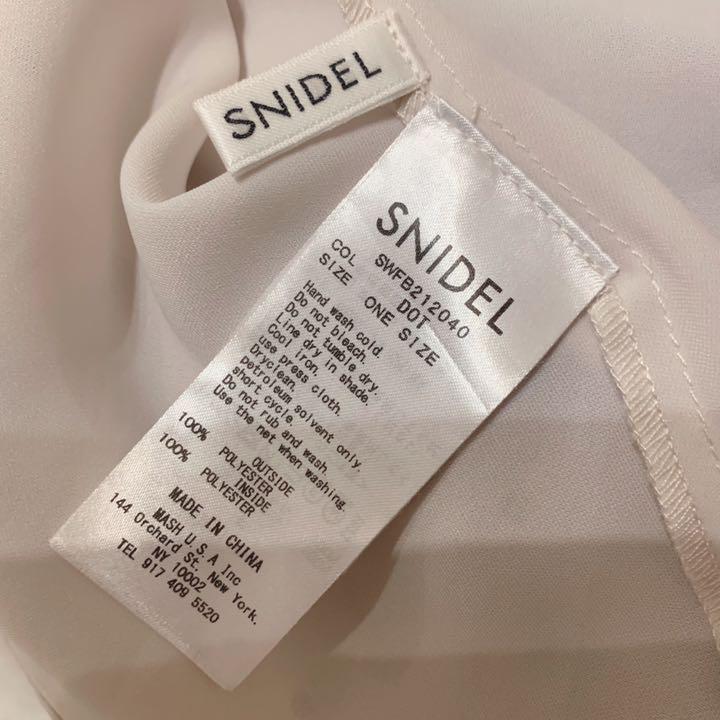 SNIDEL
SNIDEL
SWFB212040
COL DOT
SIZE ONE SIZE
Hand wash cold.
Do not bleach.
Do not tumble dry.
Line dry in shade.
Cool iron,
use press cloth.
Dryclean,
petroleum solvent only.
short cycle.
Do not rub and wash.
Use the net when washing.
OUTSIDE
100% POLYESTER
INSIDE
100% POLYESTER
MADE IN CHINA
MASH U.S.A Inc
144 Orchard St, New York.
NY 10002
TEL 917 409 5520